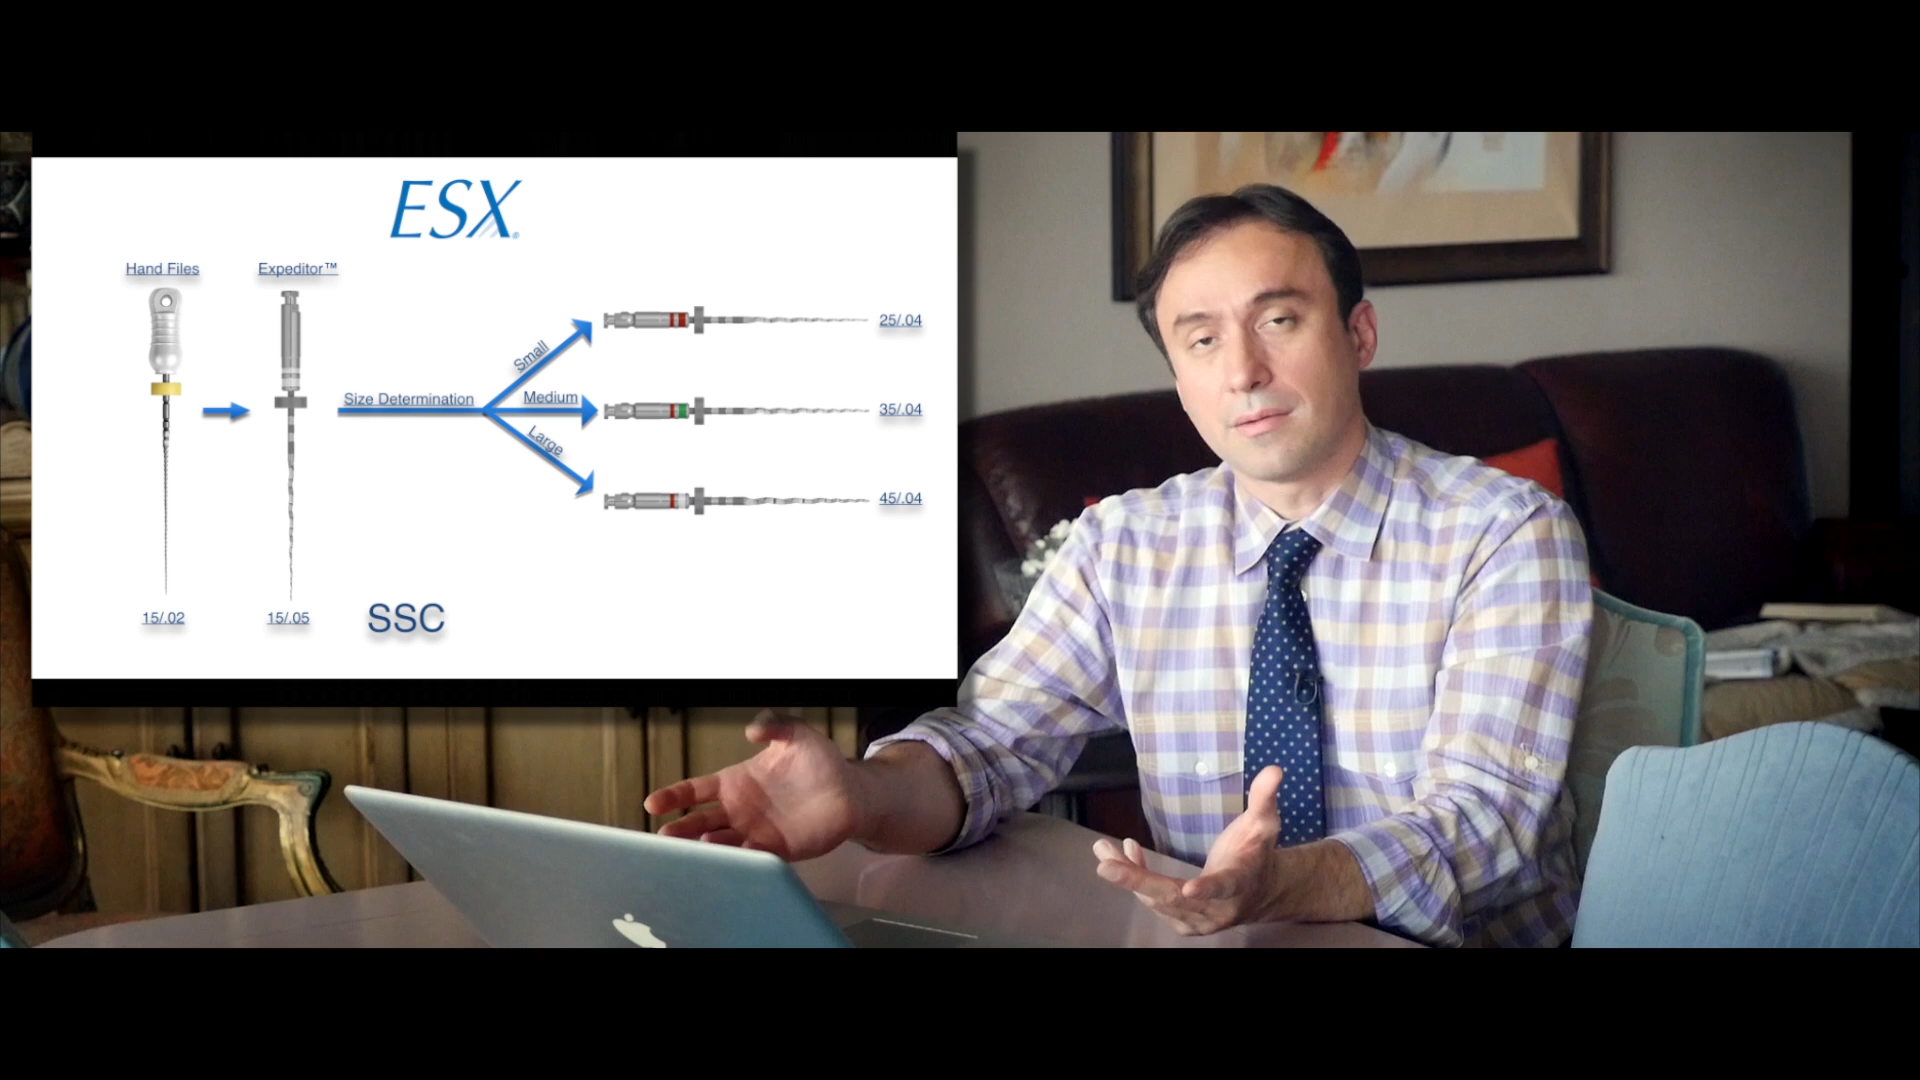 ESX®
Hand Files
Expeditor™
Small
25/.04
Size Determination
Medium
35/.04
Large
45/.04
15/.02
15/.05
SSC